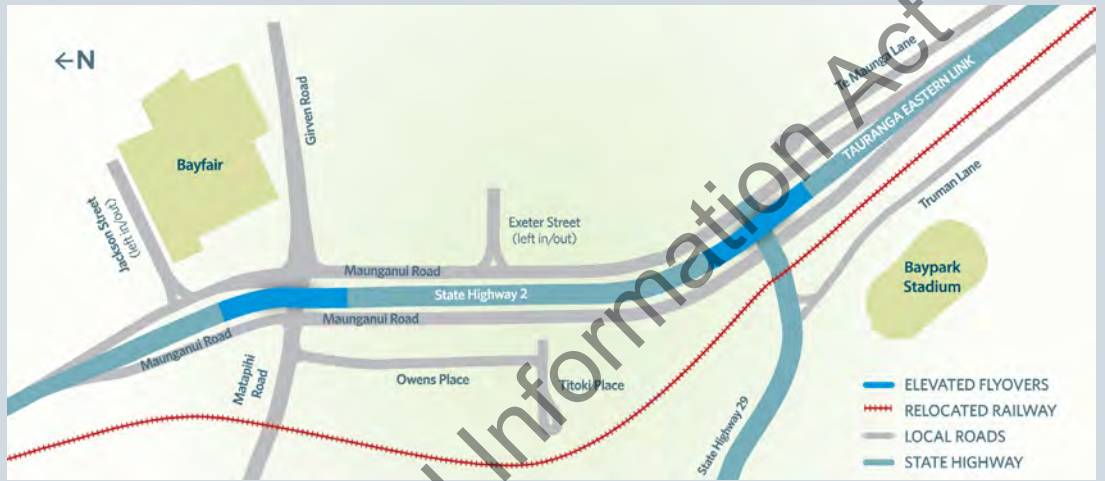 ←N
Bayfair
Girven Road
Jackson Street
(left in/out)
Exeter Street
(left in/out)
Te Maunga Lane
TAURANGA EASTERN LINK
Truman Lane
Maunganui Road
State Highway 2
Maunganui Road
Maunganui Road
Matapihi
Road
Owens Place
Titoki Place
Baypark
Stadium
State Highway 29
ELEVATED FLYOVERS
RELOCATED RAILWAY
LOCAL ROADS
STATE HIGHWAY
Information Act